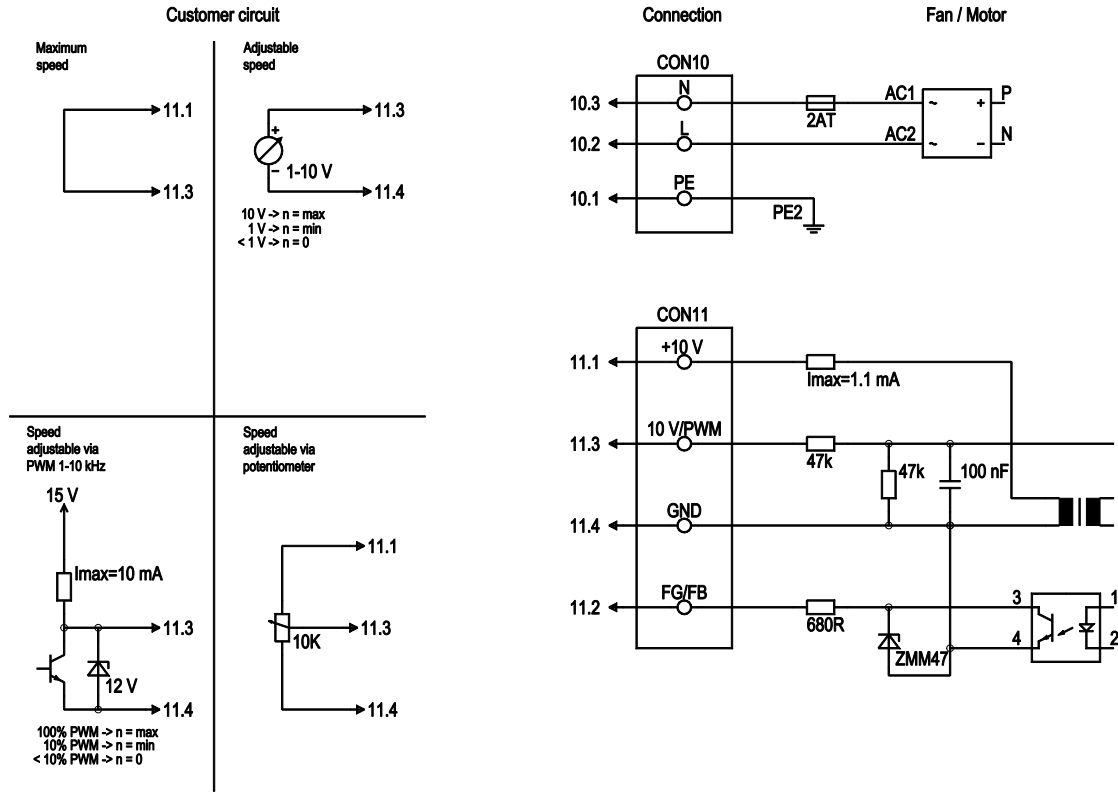 Customer circuit
Maximum
speed
11.1
11.3
Adjustable
speed
11.3
+
− 1-10 V
11.4
10 V -> n = max
1 V -> n = min
< 1 V -> n = 0
Speed
adjustable via
PWM 1-10 kHz
15 V
Imax=10 mA
11.3
12 V
11.4
100% PWM -> n = max
10% PWM -> n = min
< 10% PWM -> n = 0
Speed
adjustable via
potentiometer
11.1
11.3
10K
11.4
Connection
Fan / Motor
CON10
10.3
N
2AT
AC1
~
+
P
10.2
L
AC2
~
−
N
10.1
PE
PE2
CON11
11.1
+10 V
Imax=1.1 mA
11.3
10 V/PWM
47k
47k
100 nF
11.4
GND
11.2
FG/FB
680R
ZMM47
3
1
4
2